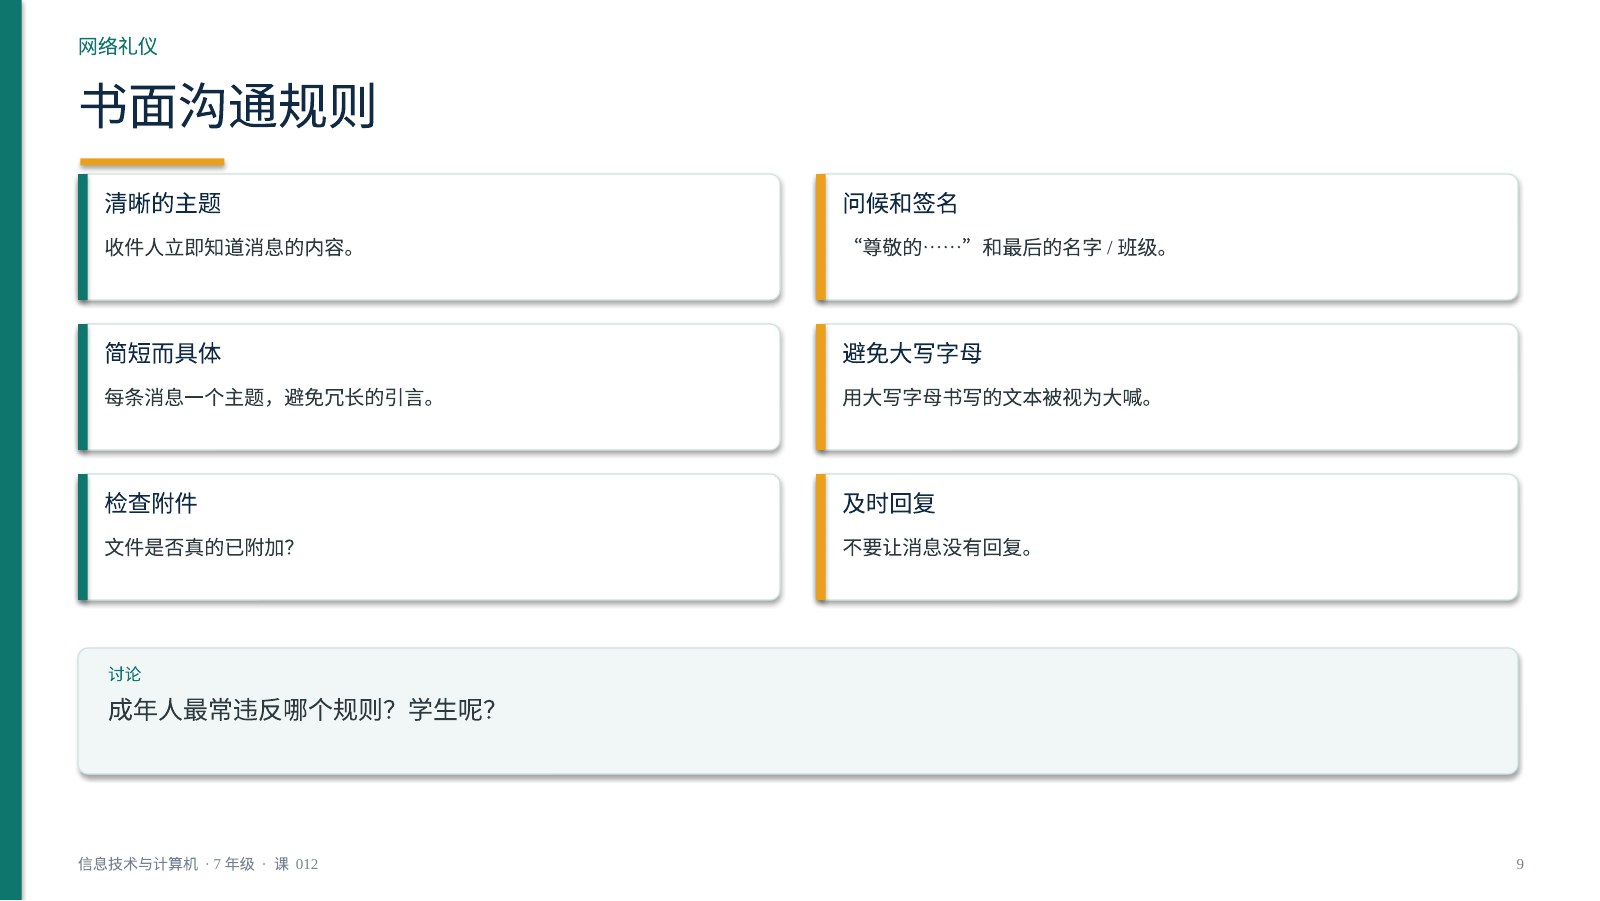 网络礼仪
书面沟通规则
清晰的主题
收件人立即知道消息的内容。
问候和签名
“尊敬的……”和最后的名字 / 班级。
简短而具体
每条消息一个主题，避免冗长的引言。
避免大写字母
用大写字母书写的文本被视为大喊。
检查附件
文件是否真的已附加？
及时回复
不要让消息没有回复。
讨论
成年人最常违反哪个规则？学生呢？
信息技术与计算机 · 7 年级 · 课 012
9